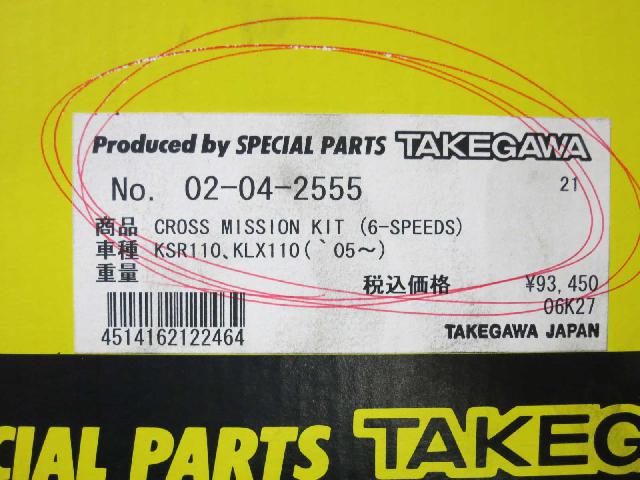 Produced by SPECIAL PARTS TAKEGAWA
No. 02-04-2555 21
商品 CROSS MISSION KIT (6-SPEEDS)
車種 KSR110、KLX110(`05～)
重量 税込価格 ¥93,450
06K27
4514162122464 TAKEGAWA JAPAN
CIAL PARTS TAKEG